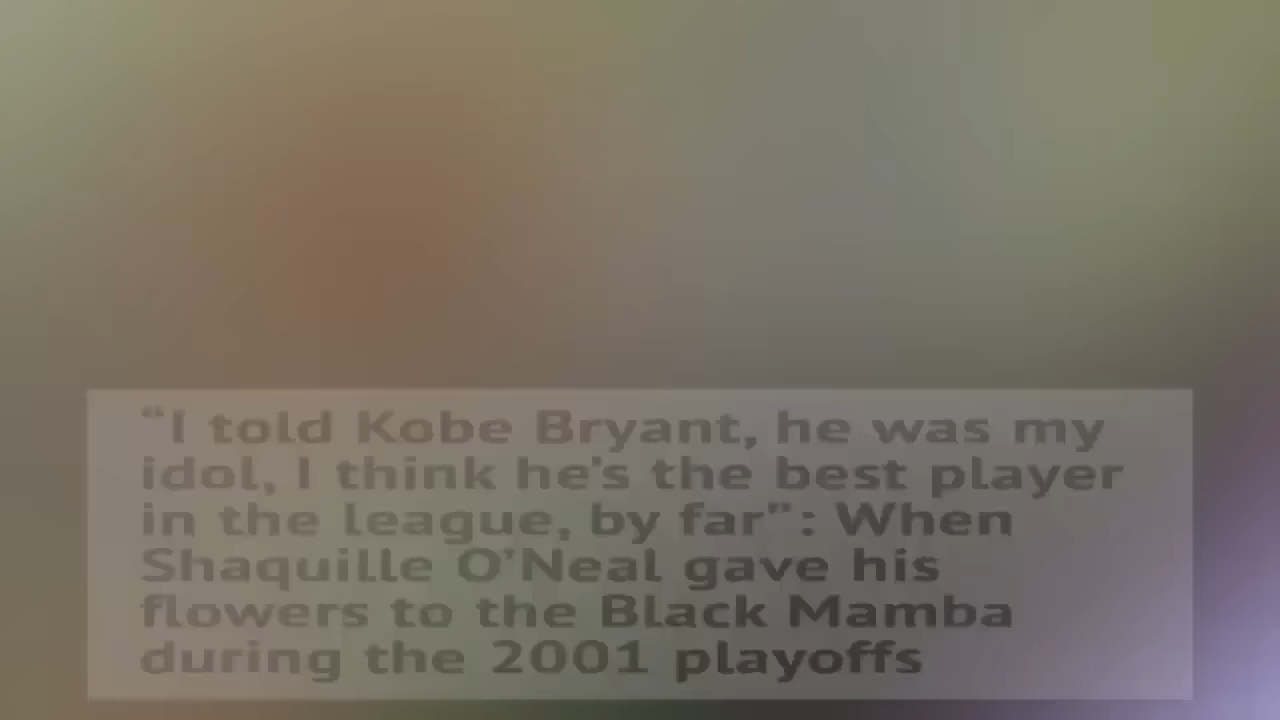 “I told Kobe Bryant, he was my
idol, I think he's the best player
in the league, by far”: When
Shaquille O’Neal gave his
flowers to the Black Mamba
during the 2001 playoffs